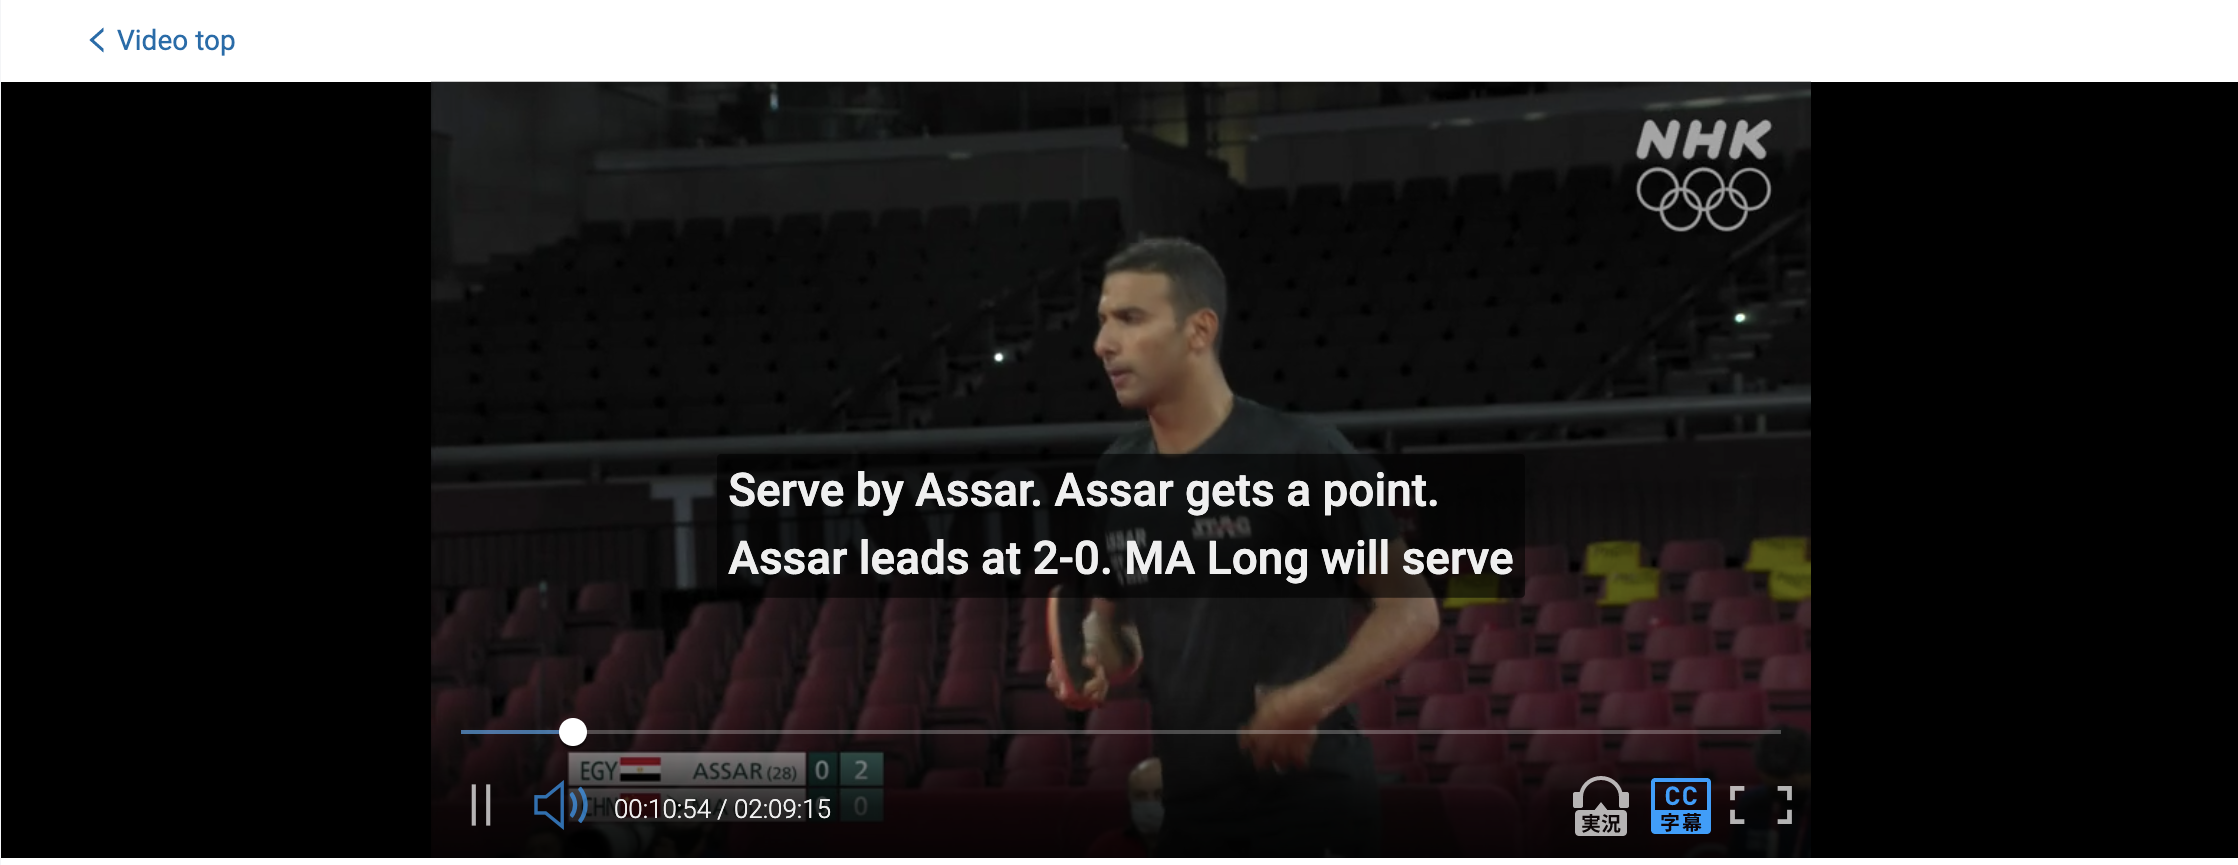 Video top
NHK
Serve by Assar. Assar gets a point.
Assar leads at 2-0. MA Long will serve
EGY ASSAR (28) 0 2
CHN 0
00:10:54 / 02:09:15
実況
CC
字幕